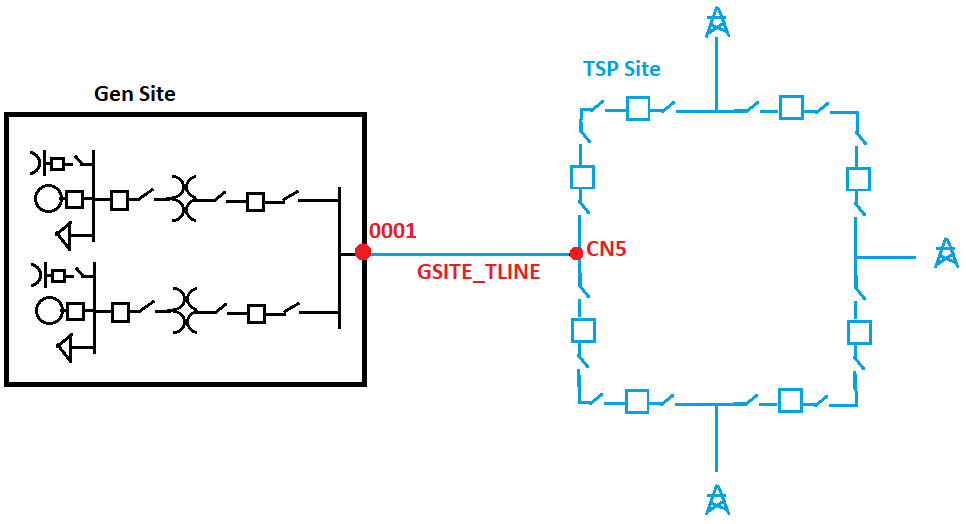 TSP Site
Gen Site
0001
CN5
GSITE_TLINE